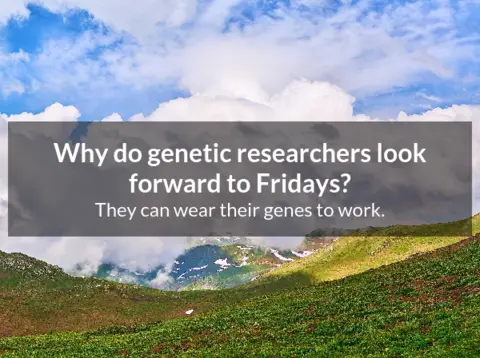 Why do genetic researchers look
forward to Fridays?
They can wear their genes to work.